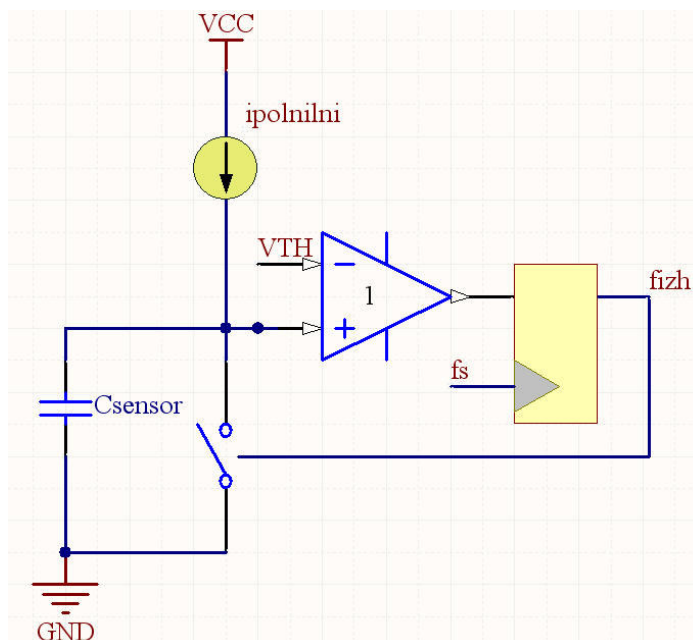 VCC
ipolnilni
VTH
−
1
+
fizh
fs
Csensor
GND